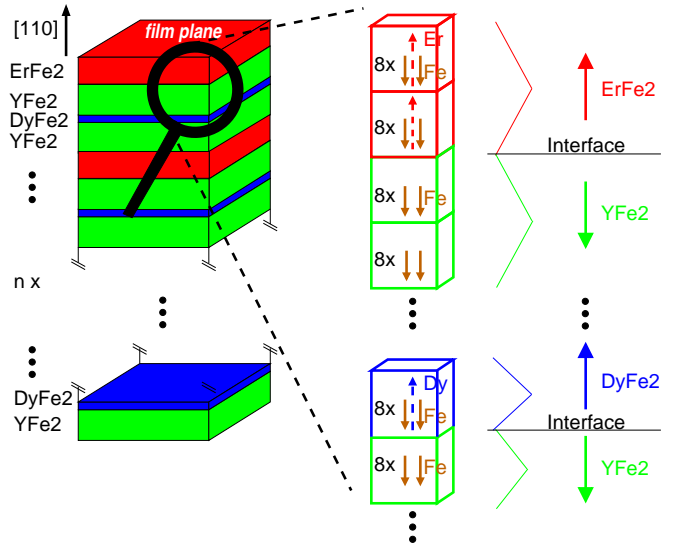 [110]
film plane
ErFe2
YFe2
DyFe2
YFe2
n x
DyFe2
YFe2
Er
8x Fe
8x
8x Fe
8x
Dy
8x Fe
8x Fe
ErFe2
Interface
YFe2
DyFe2
Interface
YFe2